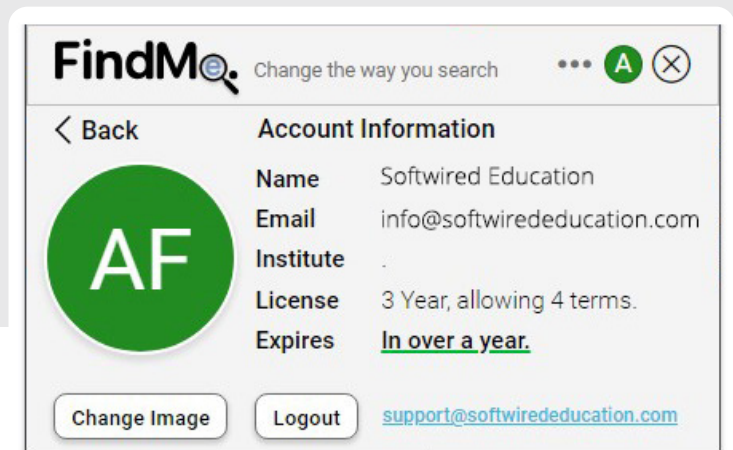 FindMe. Change the way you search ••• A
< Back Account Information
AF
Name Softwired Education
Email info@softwirededucation.com
Institute .
License 3 Year, allowing 4 terms.
Expires In over a year.
Change Image Logout support@softwirededucation.com